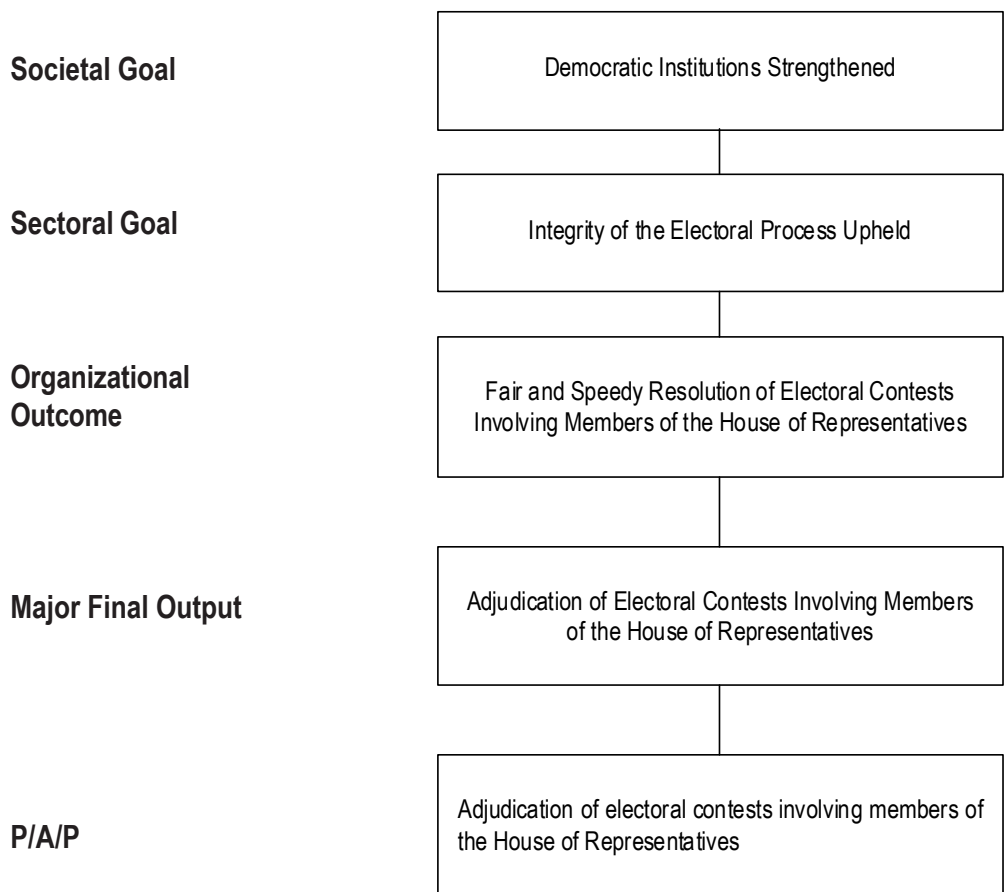 Societal Goal
Democratic Institutions Strengthened
Sectoral Goal
Integrity of the Electoral Process Upheld
Organizational
Outcome
Fair and Speedy Resolution of Electoral Contests
Involving Members of the House of Representatives
Major Final Output
Adjudication of Electoral Contests Involving Members
of the House of Representatives
P/A/P
Adjudication of electoral contests involving members of
the House of Representatives